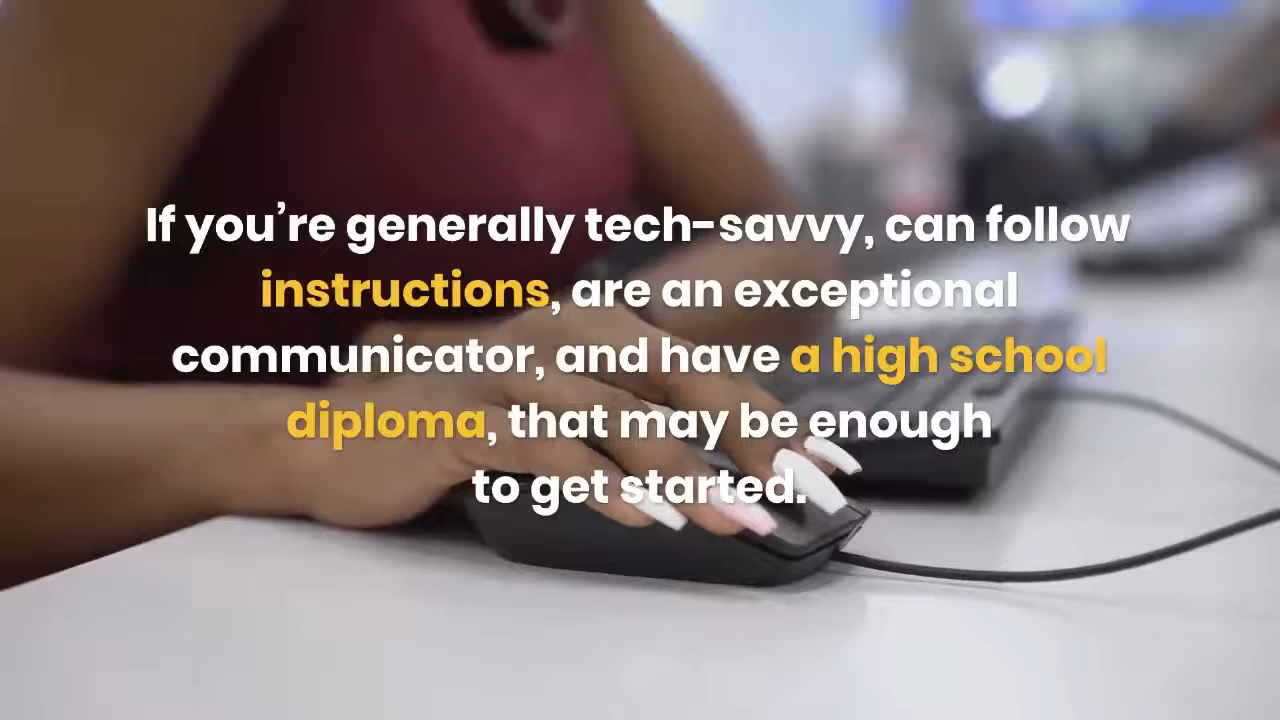 If you’re generally tech-savvy, can follow
instructions, are an exceptional
communicator, and have a high school
diploma, that may be enough
to get started.